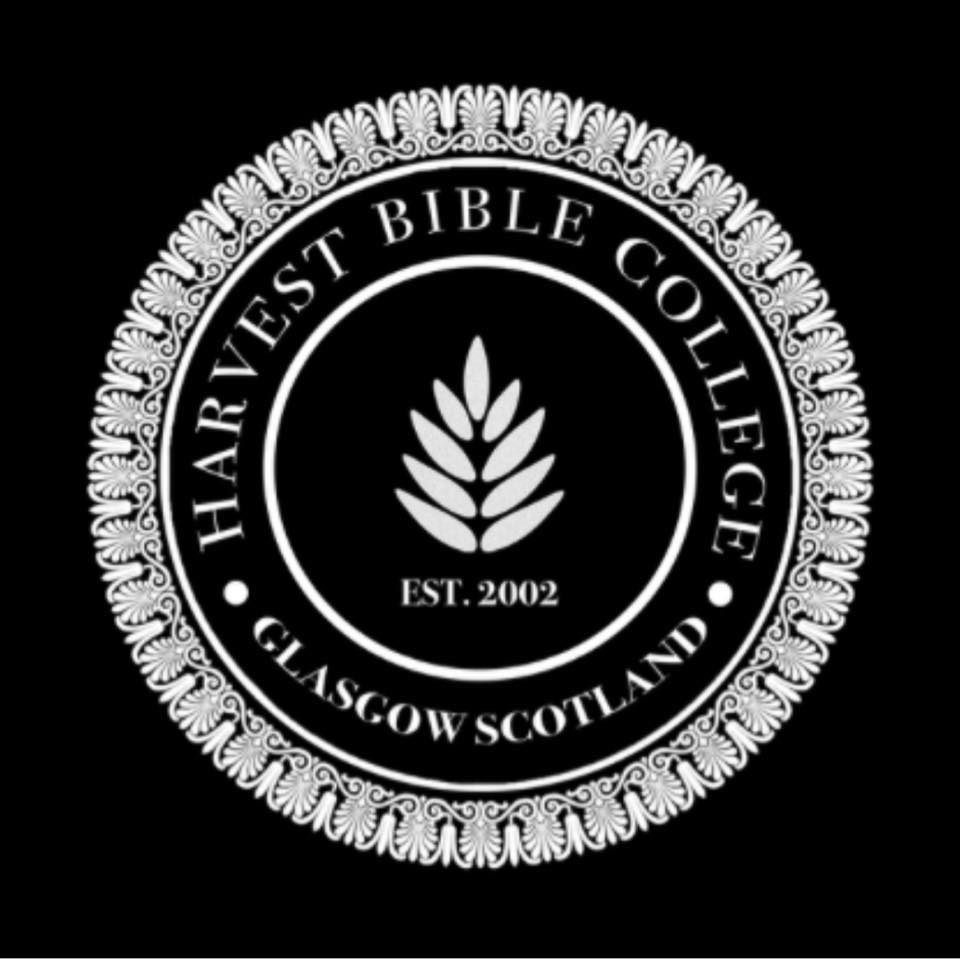 HARVEST BIBLE COLLEGE
EST. 2002
GLASGOW SCOTLAND